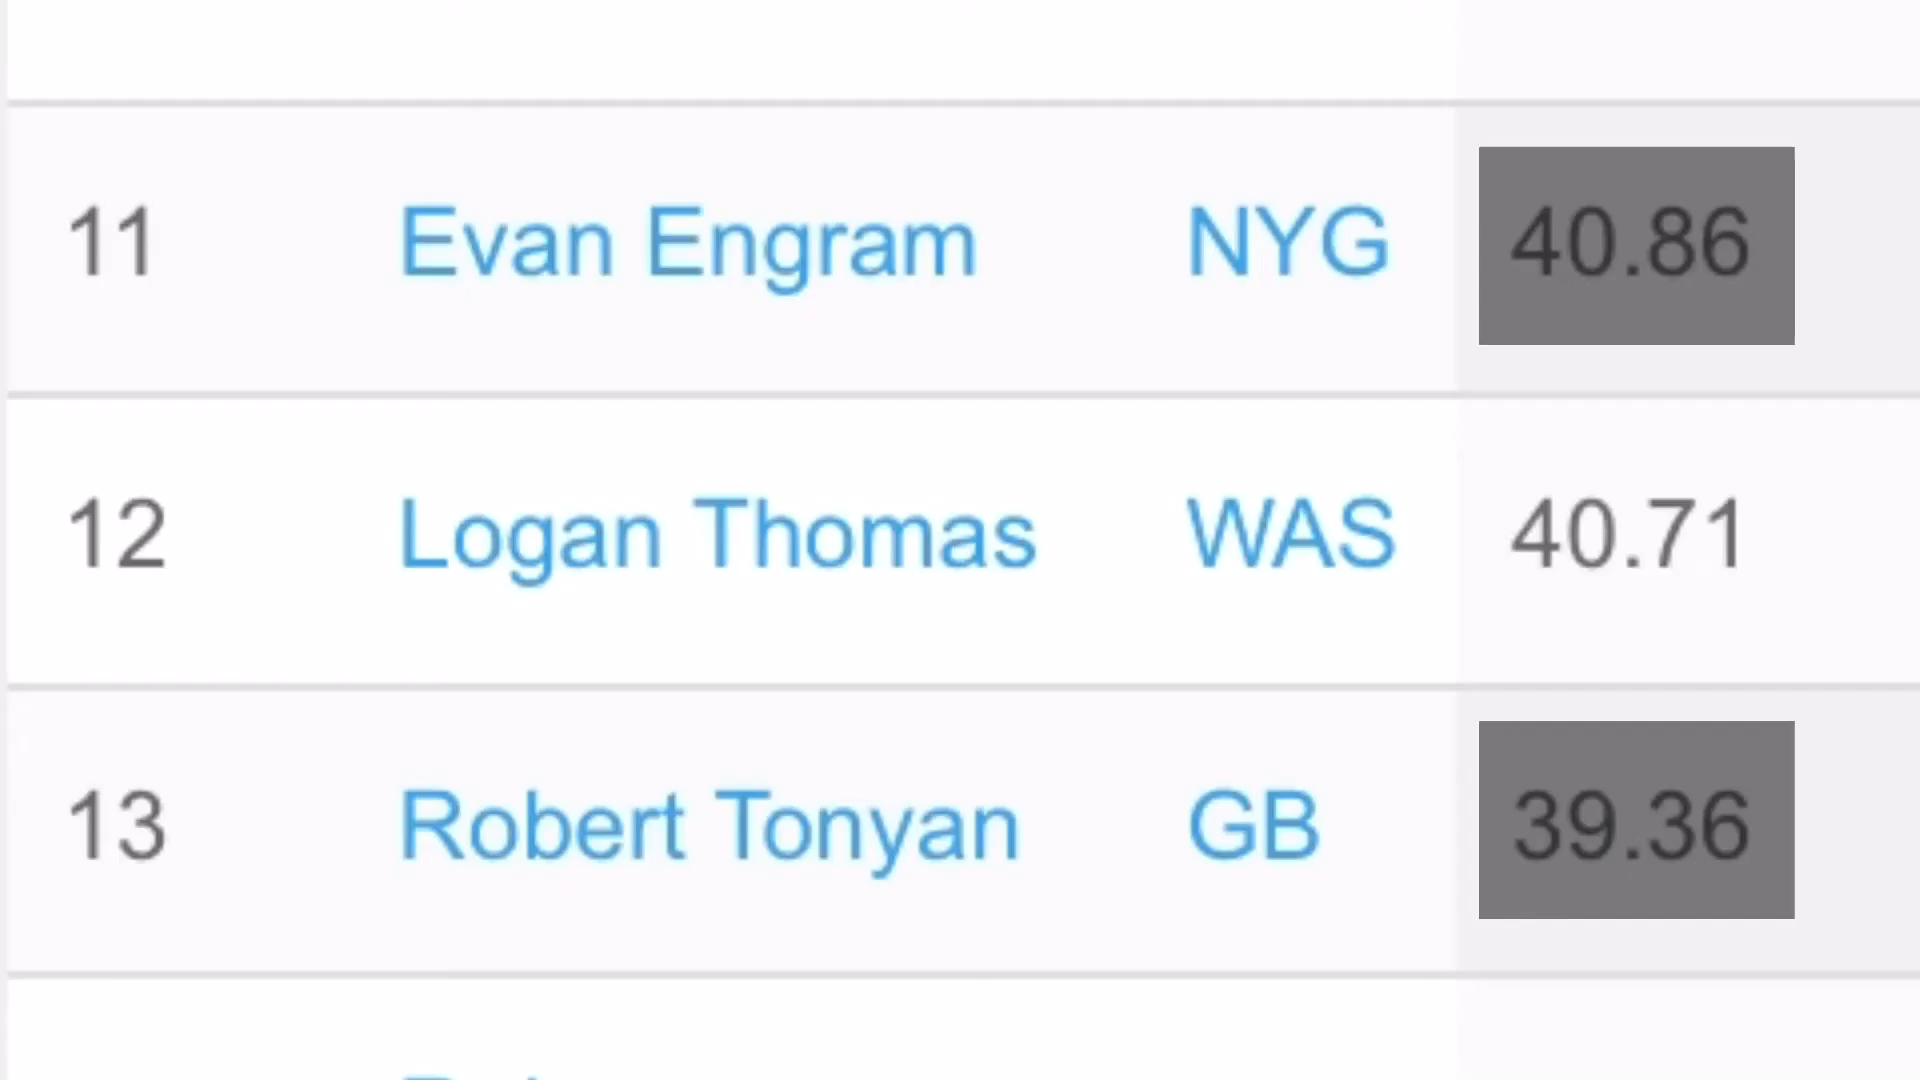 11 Evan Engram NYG 40.86
12 Logan Thomas WAS 40.71
13 Robert Tonyan GB 39.36